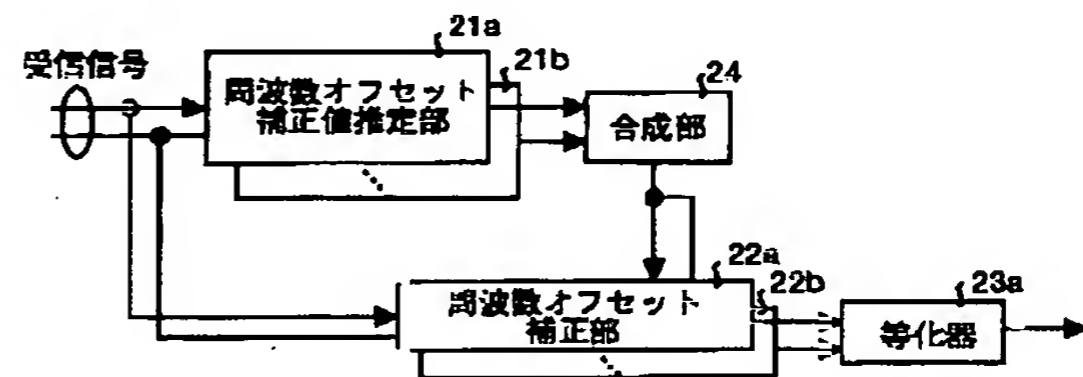 21a
受信信号
21b
24
周波数オフセット
補正値推定部
合成部
22a
22b
23a
周波数オフセット
補正部
等化器